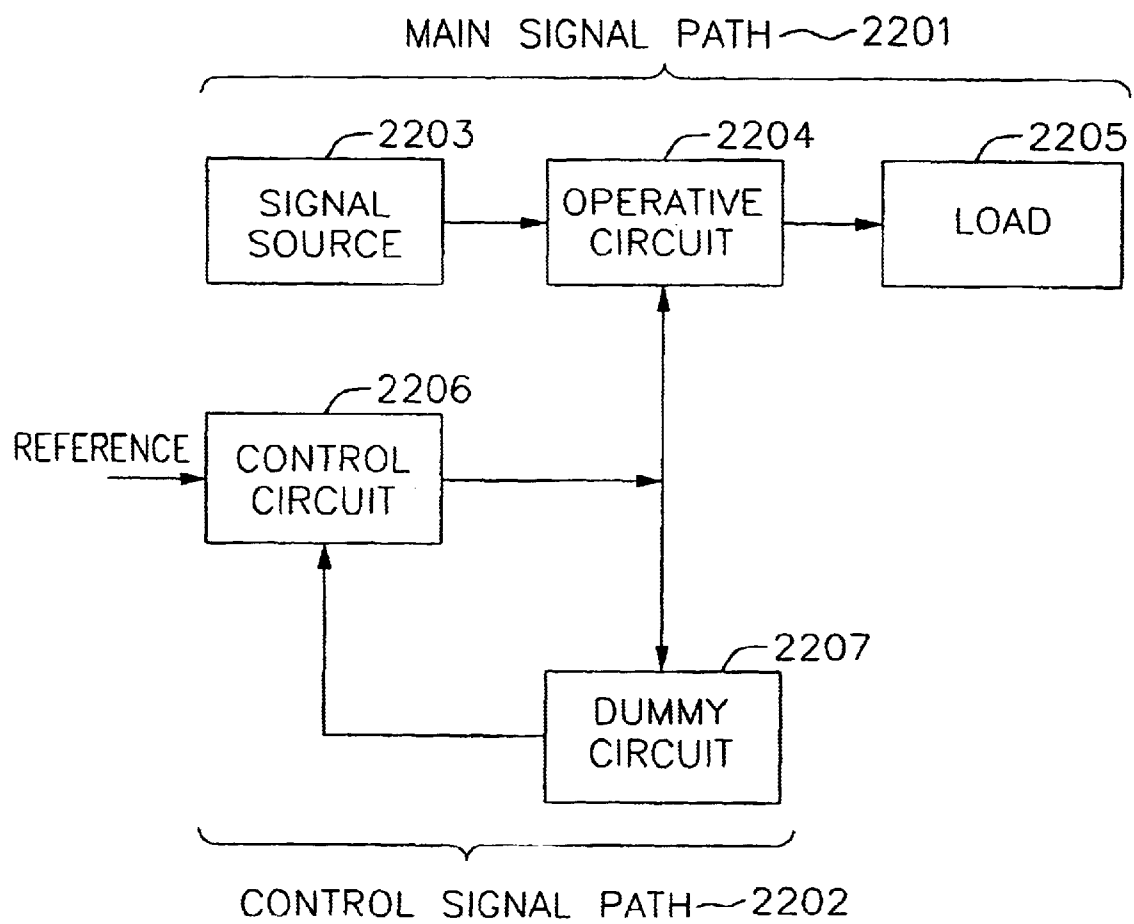 MAIN SIGNAL PATH 2201
2203
2204
2205
SIGNAL
SOURCE
OPERATIVE
CIRCUIT
LOAD
2206
REFERENCE
CONTROL
CIRCUIT
2207
DUMMY
CIRCUIT
CONTROL SIGNAL PATH 2202